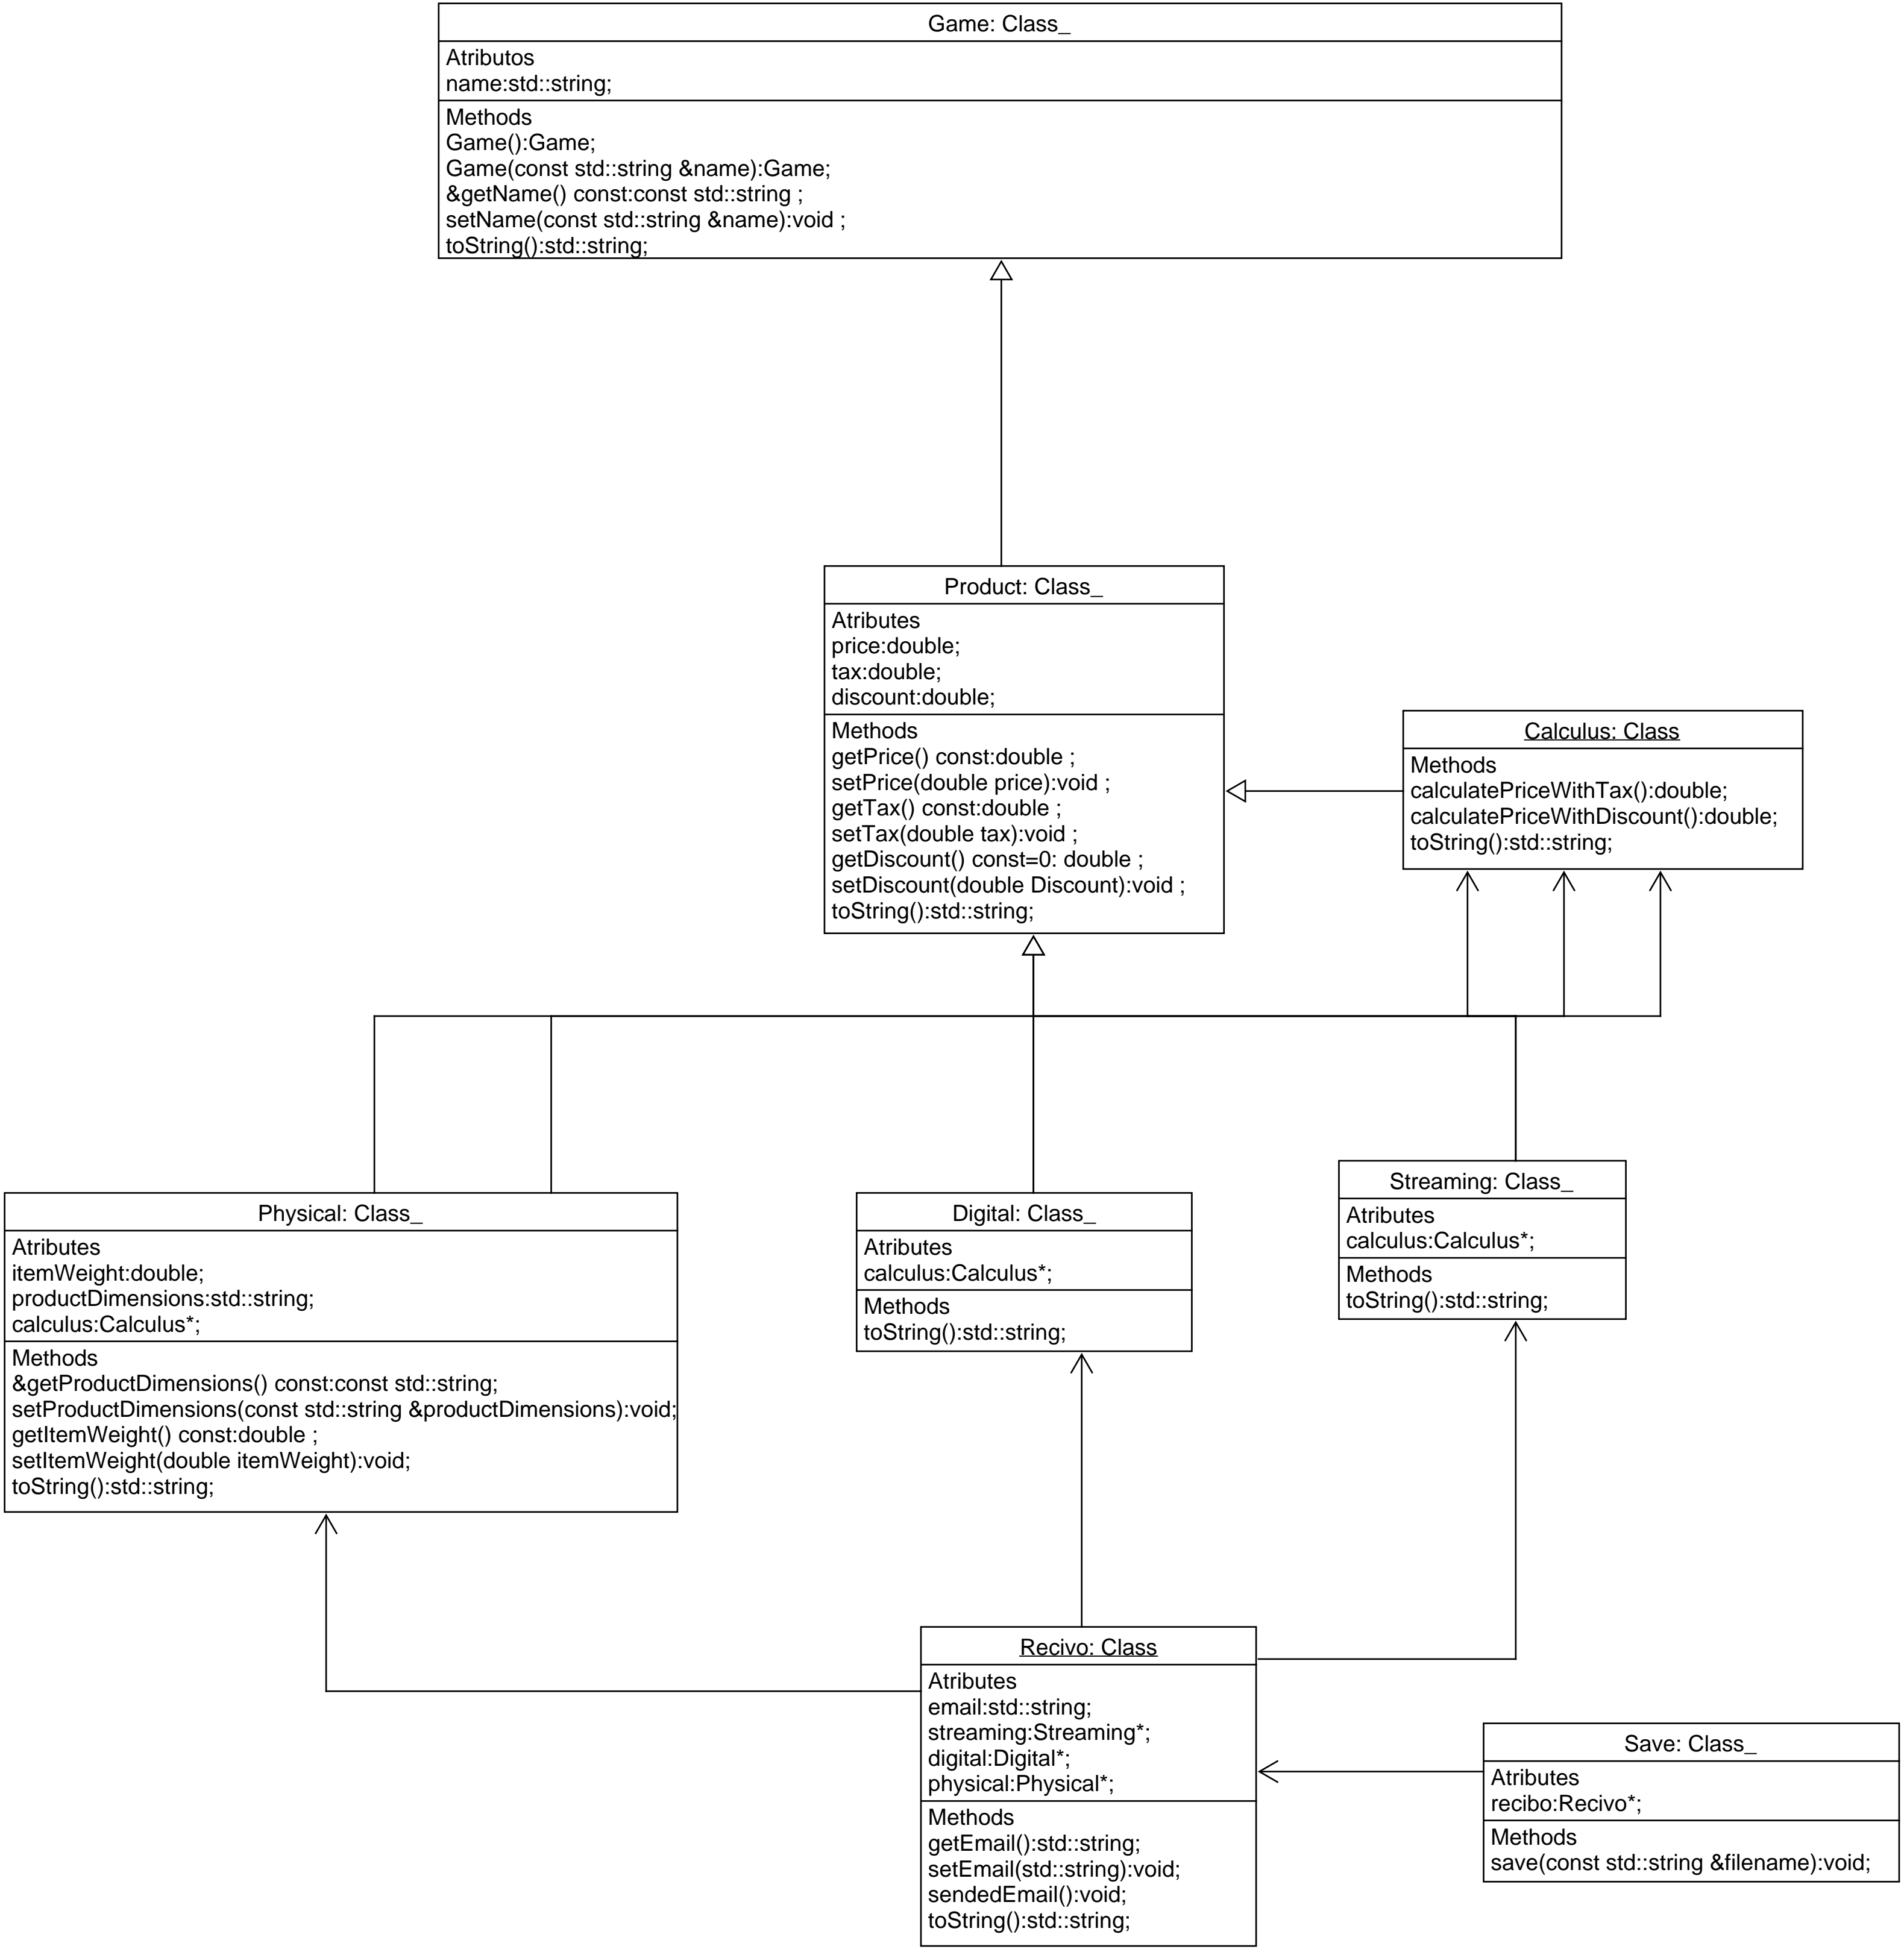 Game: Class_
Atributos
name:std::string;
Methods
Game():Game;
Game(const std::string &name):Game;
&getName() const:const std::string ;
setName(const std::string &name):void ;
toString():std::string;
Product: Class_
Atributes
price:double;
tax:double;
discount:double;
Methods
getPrice() const:double ;
setPrice(double price):void ;
getTax() const:double ;
setTax(double tax):void ;
getDiscount() const=0: double ;
setDiscount(double Discount):void ;
toString():std::string;
Calculus: Class
Methods
calculatePriceWithTax():double;
calculatePriceWithDiscount():double;
toString():std::string;
Physical: Class_
Atributes
itemWeight:double;
productDimensions:std::string;
calculus:Calculus*;
Methods
&getProductDimensions() const:const std::string;
setProductDimensions(const std::string &productDimensions):void;
getItemWeight() const:double ;
setItemWeight(double itemWeight):void;
toString():std::string;
Digital: Class_
Atributes
calculus:Calculus*;
Methods
toString():std::string;
Streaming: Class_
Atributes
calculus:Calculus*;
Methods
toString():std::string;
Recivo: Class
Atributes
email:std::string;
streaming:Streaming*;
digital:Digital*;
physical:Physical*;
Methods
getEmail():std::string;
setEmail(std::string):void;
sendedEmail():void;
toString():std::string;
Save: Class_
Atributes
recibo:Recivo*;
Methods
save(const std::string &filename):void;